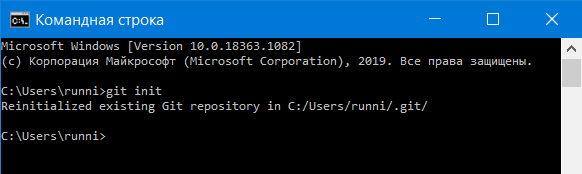 Командная строка
Microsoft Windows [Version 10.0.18363.1082]
(c) Корпорация Майкрософт (Microsoft Corporation), 2019. Все права защищены.
C:\Users\runni>git init
Reinitialized existing Git repository in C:/Users/runni/.git/
C:\Users\runni>